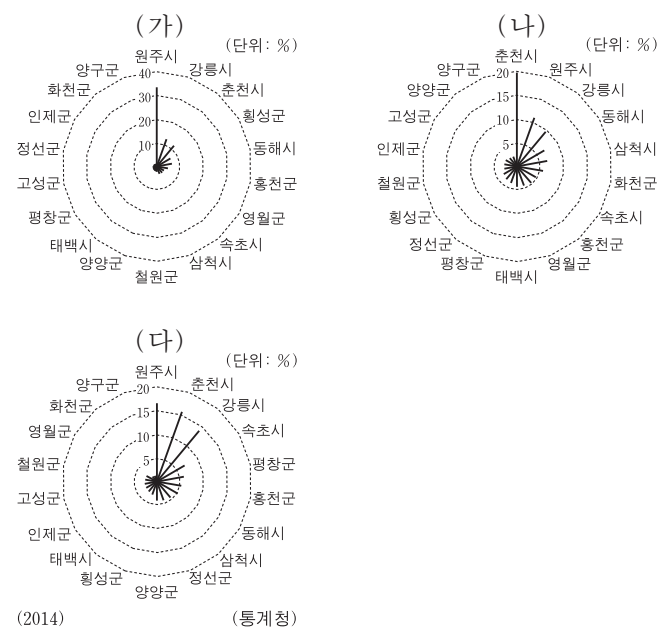 (가)
(단위: %)
원주시
강릉시
춘천시
횡성군
동해시
홍천군
영월군
속초시
삼척시
철원군
양양군
태백시
평창군
고성군
정선군
인제군
화천군
양구군
40
30
20
10
(나)
(단위: %)
춘천시
원주시
강릉시
동해시
삼척시
화천군
속초시
홍천군
영월군
태백시
평창군
정선군
횡성군
철원군
인제군
고성군
양양군
양구군
20
15
10
5
(다)
(단위: %)
원주시
춘천시
강릉시
속초시
평창군
홍천군
동해시
삼척시
정선군
양양군
횡성군
태백시
인제군
고성군
철원군
영월군
화천군
양구군
20
15
10
5
(2014) (통계청)